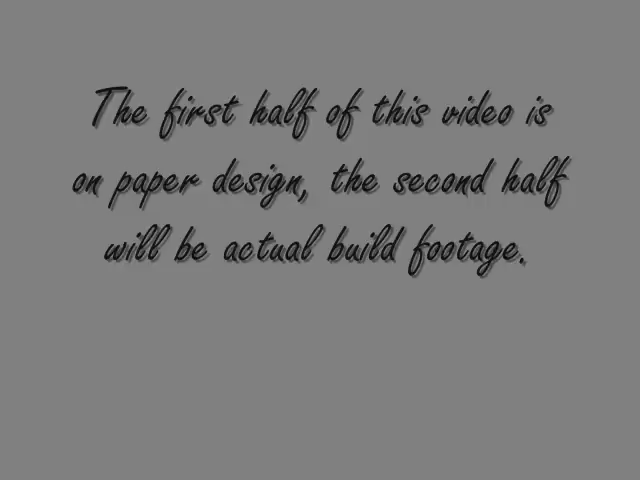 The first half of this video is
on paper design, the second half
will be actual build footage.